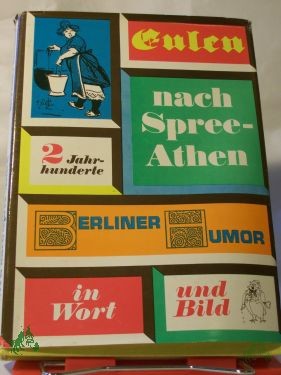 Eulen
nach
Spree-
Athen
2 Jahr-
hunderte
BERLINER HUMOR
in
Wort
und
Bild